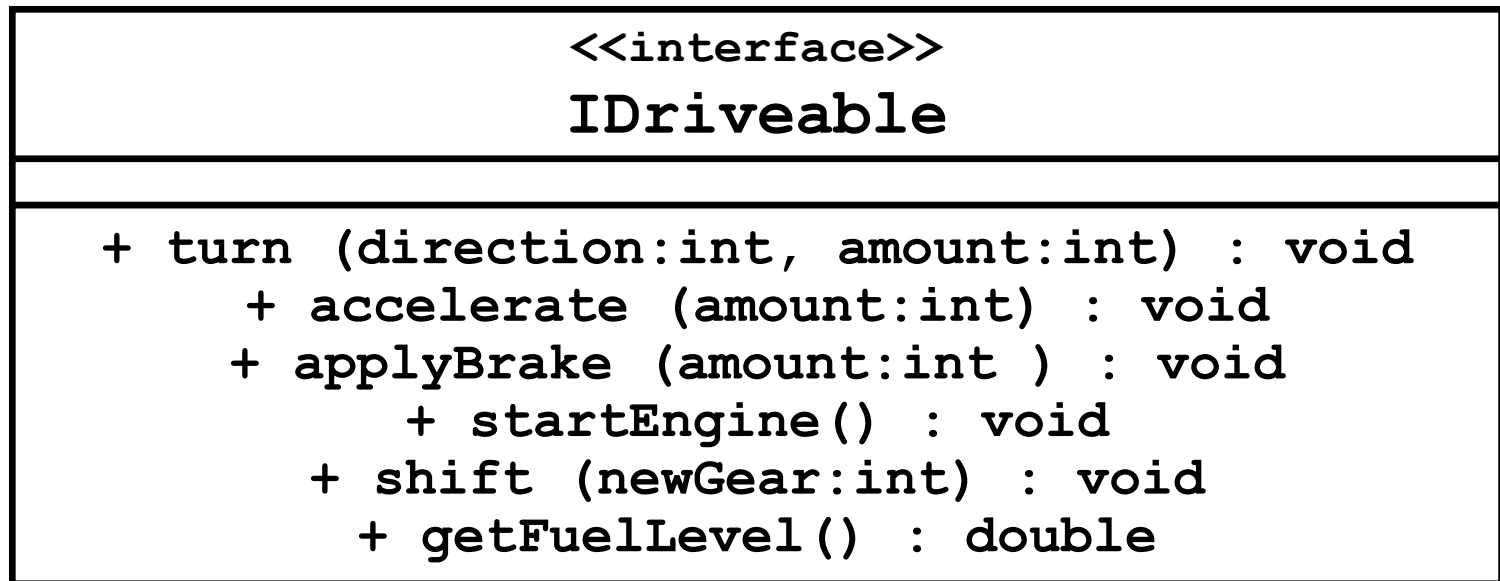 <<interface>>
IDriveable
+ turn (direction:int, amount:int) : void
+ accelerate (amount:int) : void
+ applyBrake (amount:int ) : void
+ startEngine() : void
+ shift (newGear:int) : void
+ getFuelLevel() : double